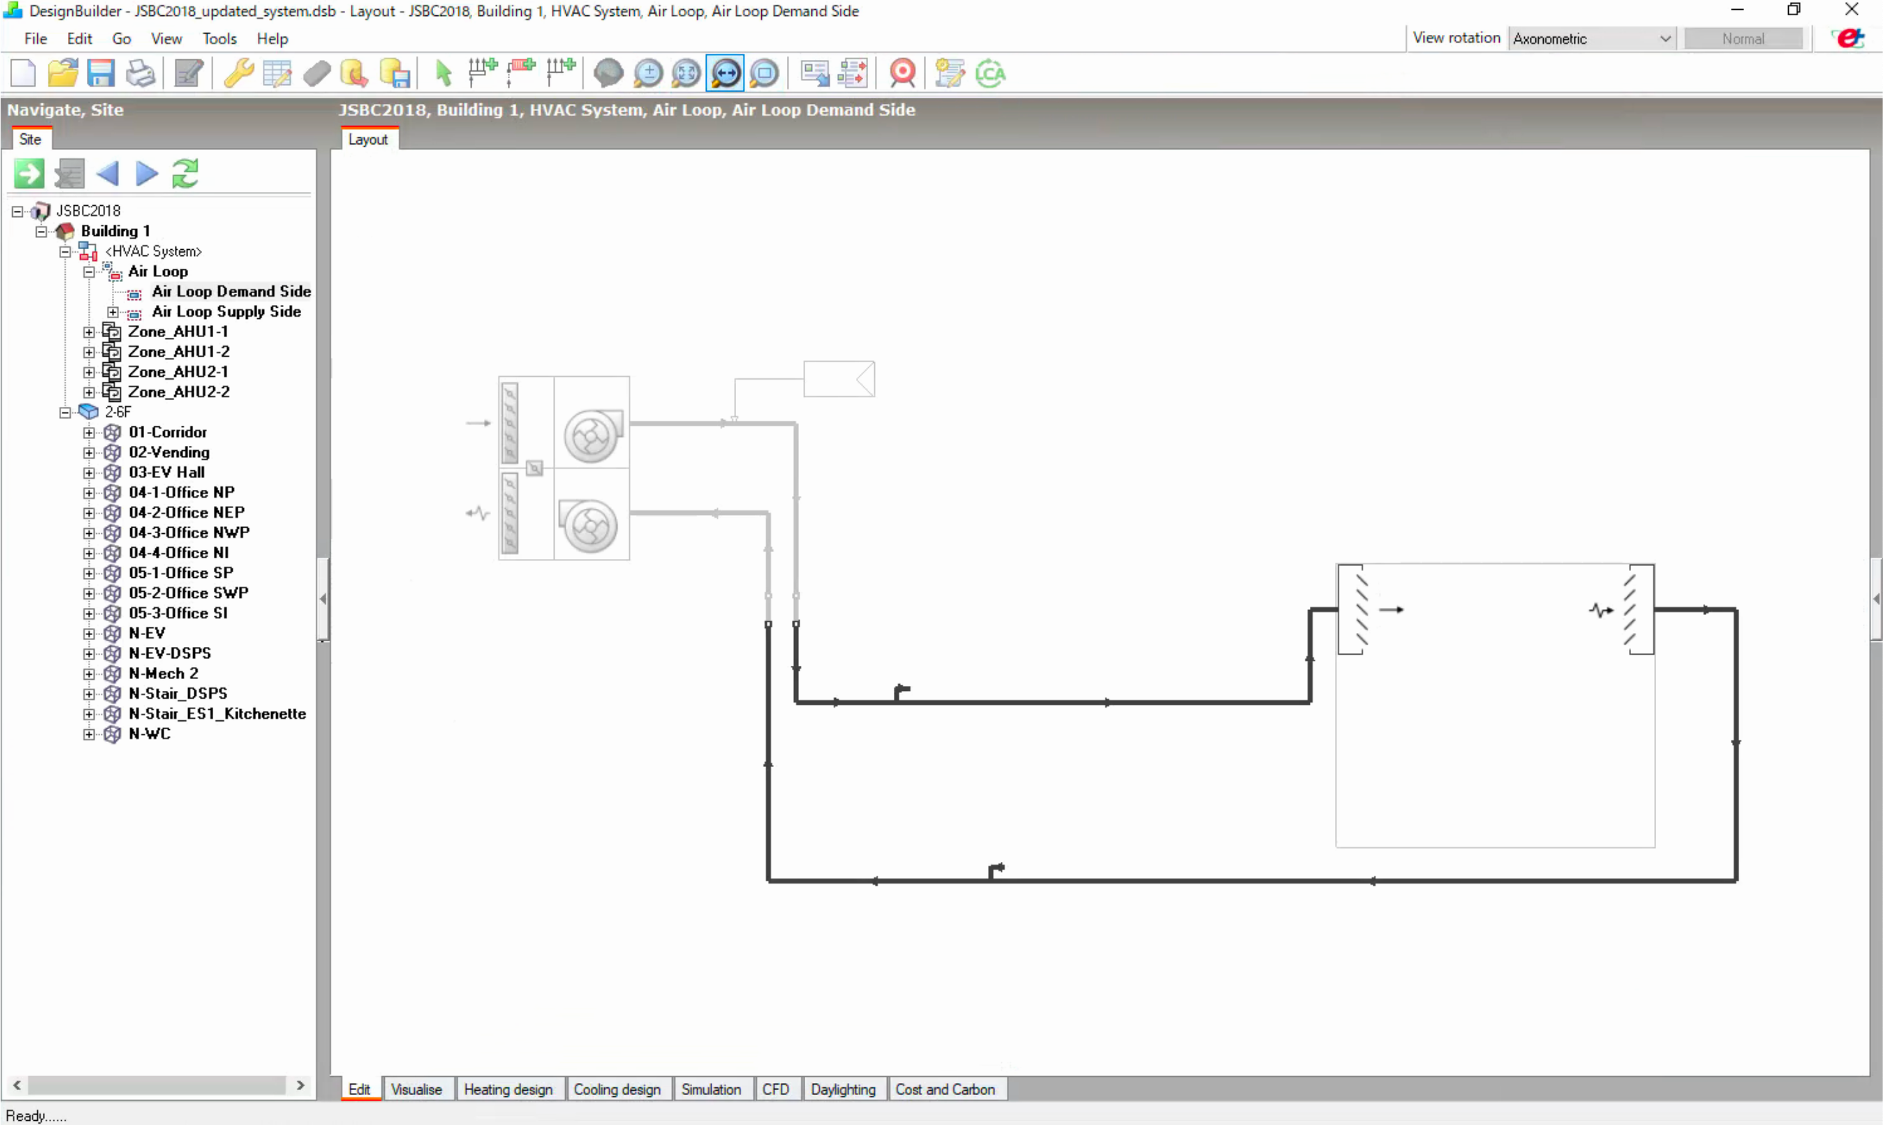 DesignBuilder - JSBC2018_updated_system.dsb - Layout - JSBC2018, Building 1, HVAC System, Air Loop, Air Loop Demand Side
File Edit Go View Tools Help
View rotation Axonometric Normal
LCA
Navigate, Site
JSBC2018, Building 1, HVAC System, Air Loop, Air Loop Demand Side
Site
Layout
JSBC2018
Building 1
<HVAC System>
Air Loop
Air Loop Demand Side
Air Loop Supply Side
Zone_AHU1-1
Zone_AHU1-2
Zone_AHU2-1
Zone_AHU2-2
2-6F
01-Corridor
02-Vending
03-EV Hall
04-1-Office NP
04-2-Office NEP
04-3-Office NWP
04-4-Office NI
05-1-Office SP
05-2-Office SWP
05-3-Office SI
N-EV
N-EV-DSPS
N-Mech 2
N-Stair_DSPS
N-Stair_ES1_Kitchenette
N-WC
Edit Visualise Heating design Cooling design Simulation CFD Daylighting Cost and Carbon
Ready......